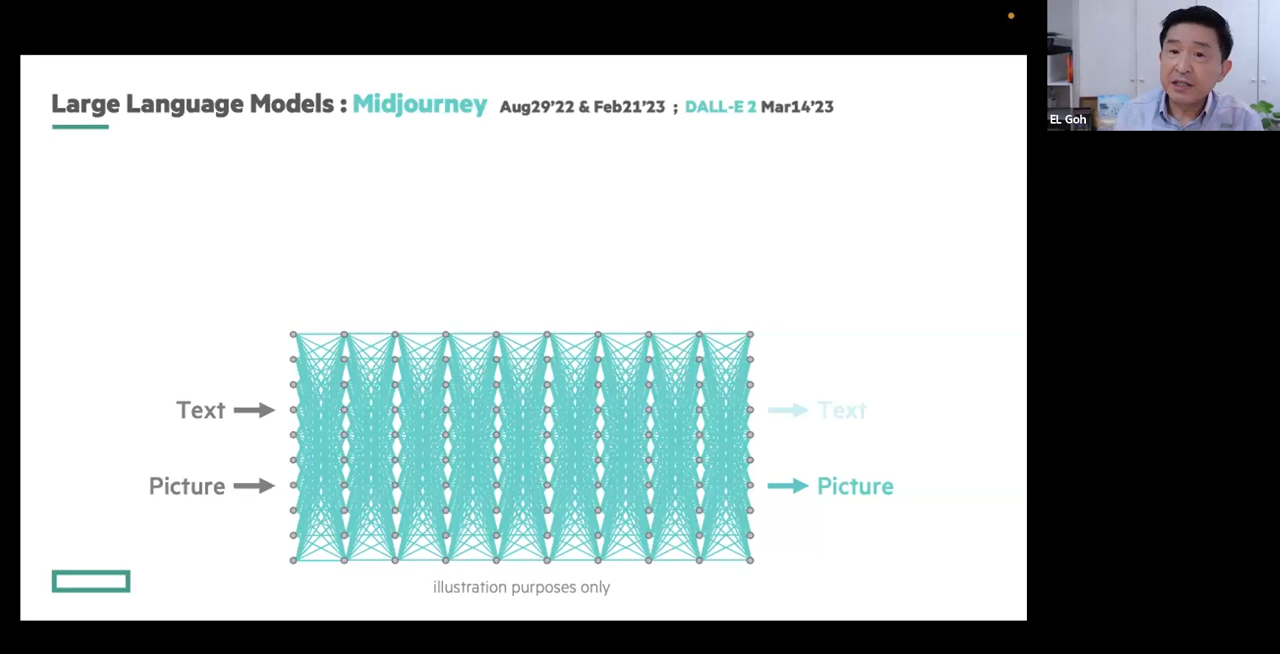 Large Language Models : Midjourney Aug29'22 & Feb21'23 ; DALL-E 2 Mar14'23
EL Goh
Text
Text
Picture
Picture
illustration purposes only